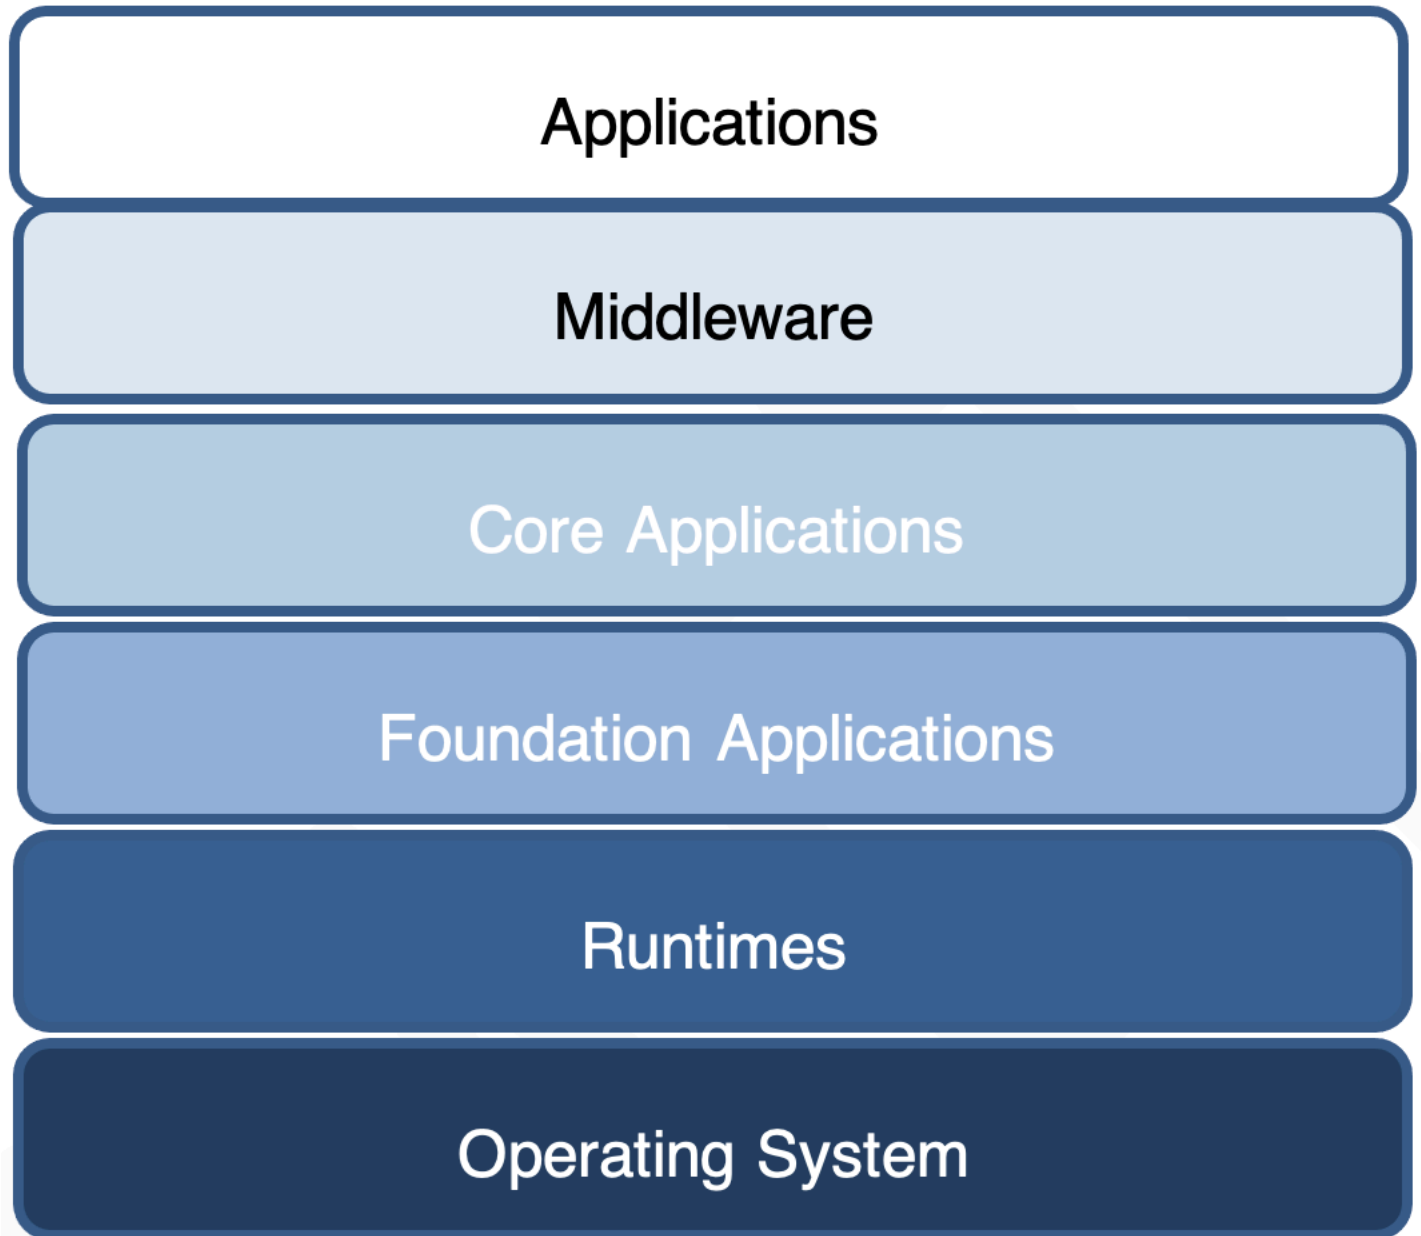 Applications
Middleware
Core Applications
Foundation Applications
Runtimes
Operating System